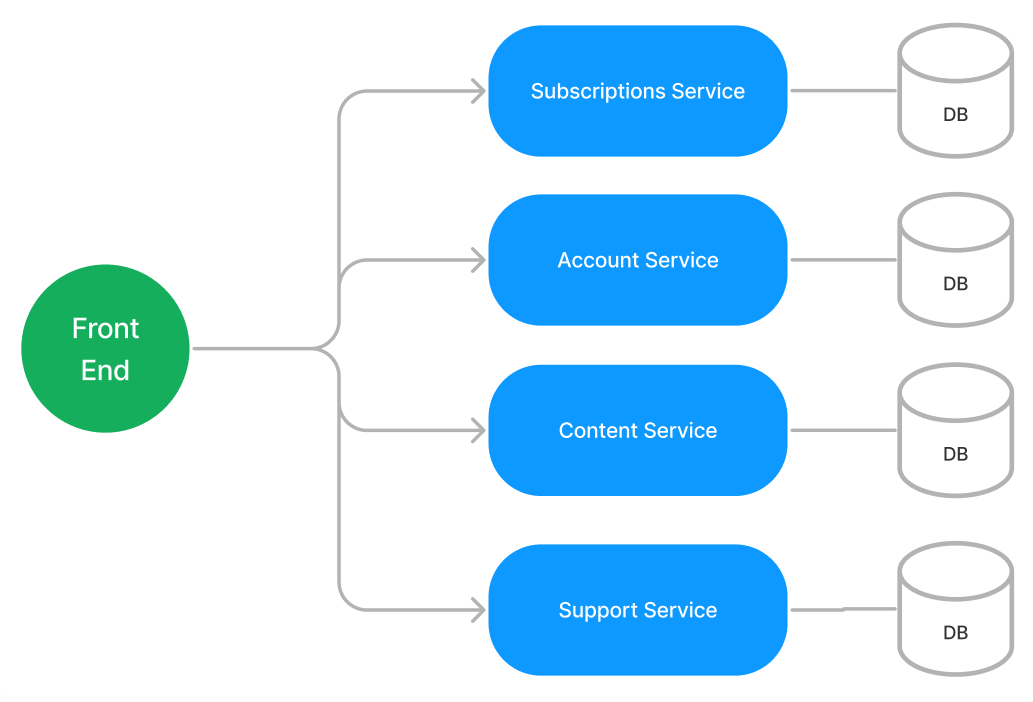 Front
End
Subscriptions Service
DB
Account Service
DB
Content Service
DB
Support Service
DB